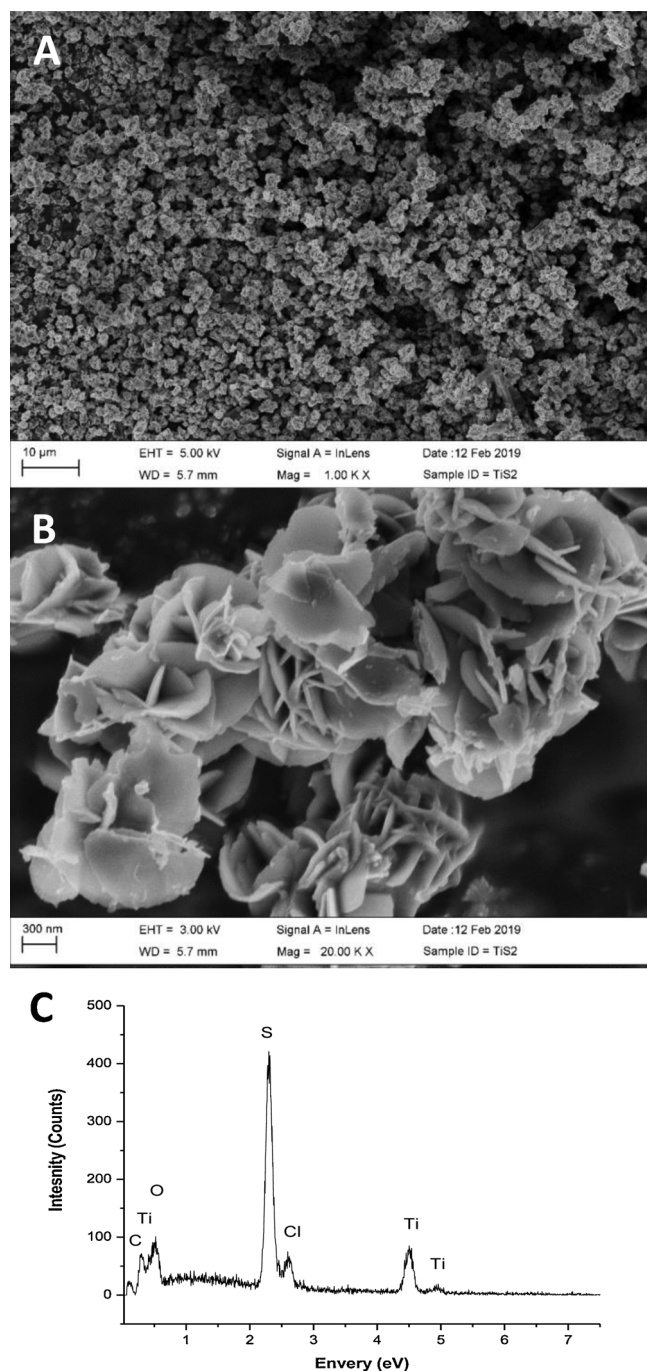 A
10 µm
EHT = 5.00 kV Signal A = InLens Date :12 Feb 2019
WD = 5.7 mm Mag = 1.00 K X Sample ID = TiS2
B
300 nm
EHT = 3.00 kV Signal A = InLens Date :12 Feb 2019
WD = 5.7 mm Mag = 20.00 K X Sample ID = TiS2
C
500
400
300
200
100
0
Intesnity (Counts)
S
O
Ti
C
Cl
Ti
Ti
1 2 3 4 5 6 7
Envery (eV)